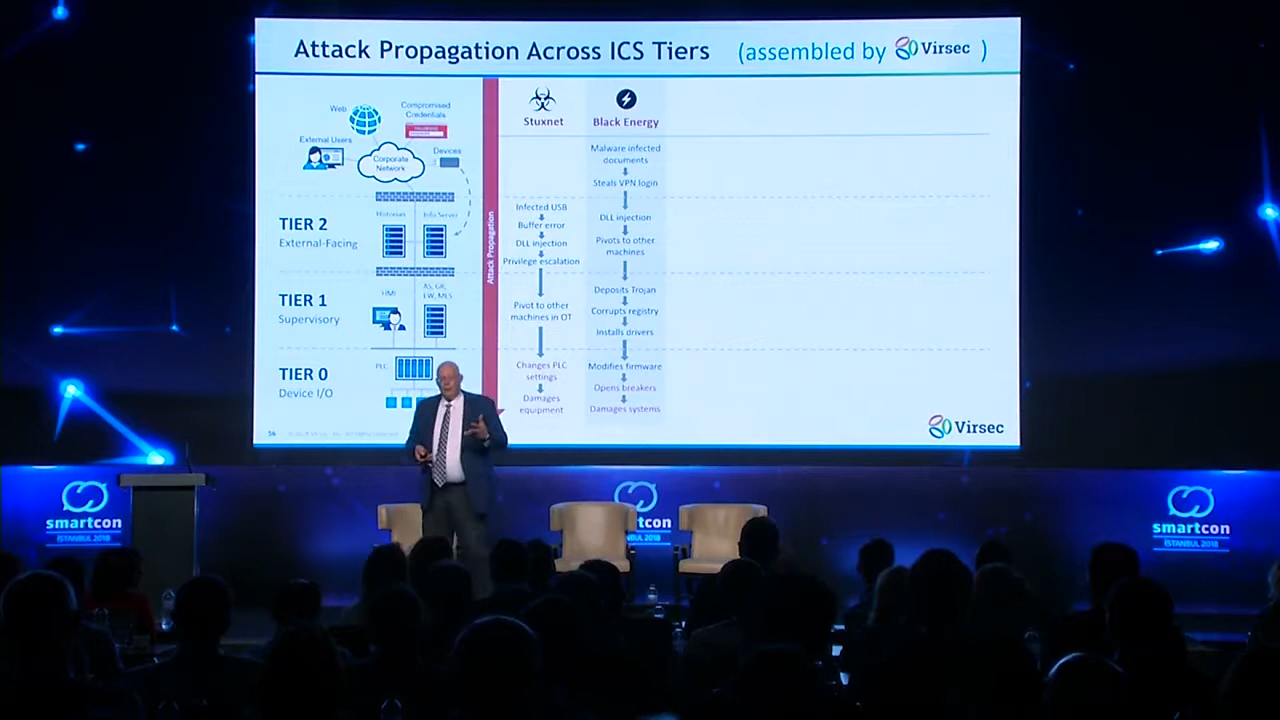 Attack Propagation Across ICS Tiers (assembled by Virsec )
Web
Compromised
Credentials
External Users
Devices
Corporate
Network
Attack Propagation
TIER 2
External-Facing
Historian
Info Server
TIER 1
Supervisory
HMI
AS, GR,
EW, MES
TIER 0
Device I/O
PLC
Stuxnet
Infected USB
Buffer error
DLL injection
Privilege escalation
Pivot to other
machines in OT
Changes PLC
settings
Damages
equipment
Black Energy
Malware infected
documents
Steals VPN login
DLL injection
Pivots to other
machines
Deposits Trojan
Corrupts registry
Installs drivers
Modifies firmware
Opens breakers
Damages systems
56
Virsec
smartcon
ISTANBUL 2018
con
smartcon
ISTANBUL 2018